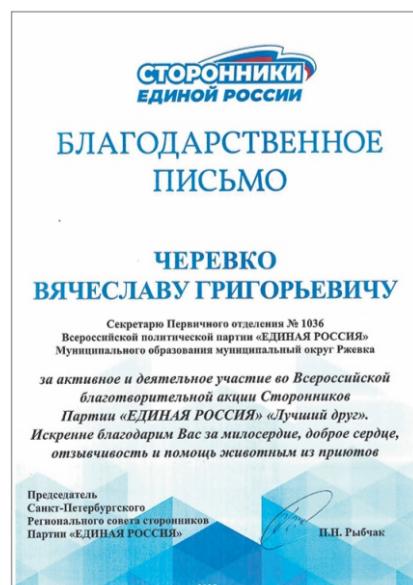 СТОРОННИКИ
ЕДИНОЙ РОССИИ
БЛАГОДАРСТВЕННОЕ
ПИСЬМО
ЧЕРЕВКО
ВЯЧЕСЛАВУ ГРИГОРЬЕВИЧУ
Секретарю Первичного отделения № 1036
Всероссийской политической партии «ЕДИНАЯ РОССИЯ»
Муниципального образования муниципальный округ Ржевка
за активное и деятельное участие во Всероссийской
благотворительной акции Сторонников
Партии «ЕДИНАЯ РОССИЯ» «Лучший друг».
Искренне благодарим Вас за милосердие, доброе сердце,
отзывчивость и помощь животным из приютов
Председатель
Санкт-Петербургского
Регионального совета сторонников
Партии «ЕДИНАЯ РОССИЯ»
П.Н. Рыбчак